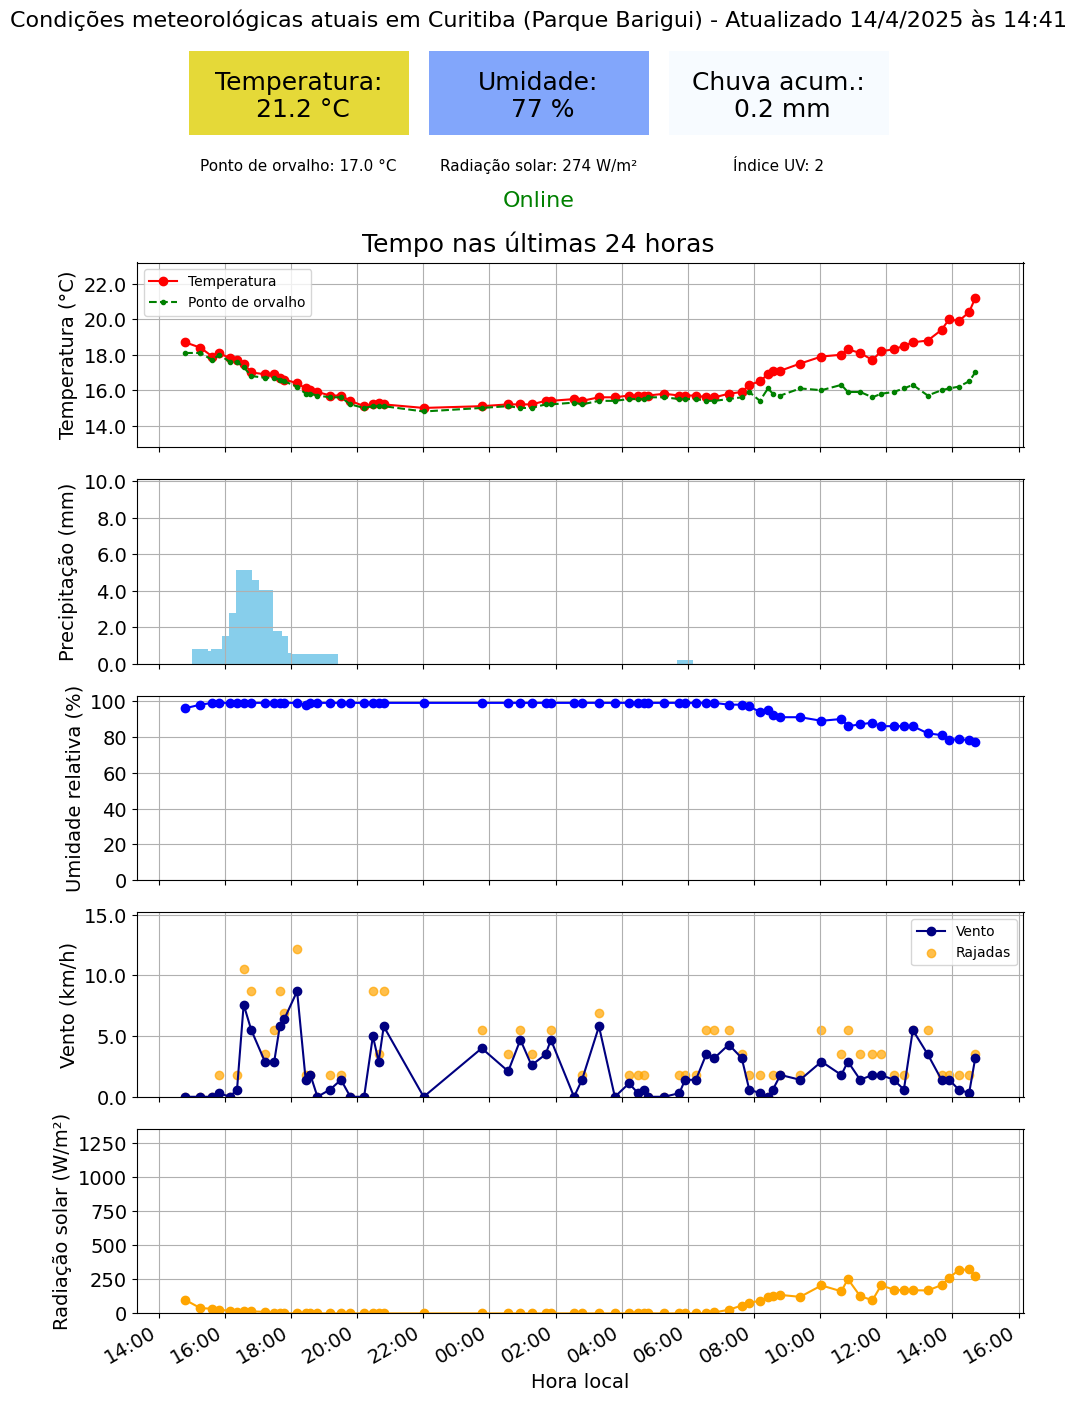 Condições meteorológicas atuais em Curitiba (Parque Barigui) - Atualizado 14/4/2025 às 14:41
Temperatura:
21.2 °C
Umidade:
77 %
Chuva acum.:
0.2 mm
Ponto de orvalho: 17.0 °C
Radiação solar: 274 W/m²
Índice UV: 2
Online
Tempo nas últimas 24 horas
Temperatura (°C)
22.0
20.0
18.0
16.0
14.0
Temperatura
Ponto de orvalho
Precipitação (mm)
10.0
8.0
6.0
4.0
2.0
0.0
Umidade relativa (%)
100
80
60
40
20
0
Vento (km/h)
15.0
10.0
5.0
0.0
Vento
Rajadas
Radiação solar (W/m²)
1250
1000
750
500
250
0
14:00
16:00
18:00
20:00
22:00
00:00
02:00
04:00
06:00
08:00
10:00
12:00
14:00
16:00
Hora local